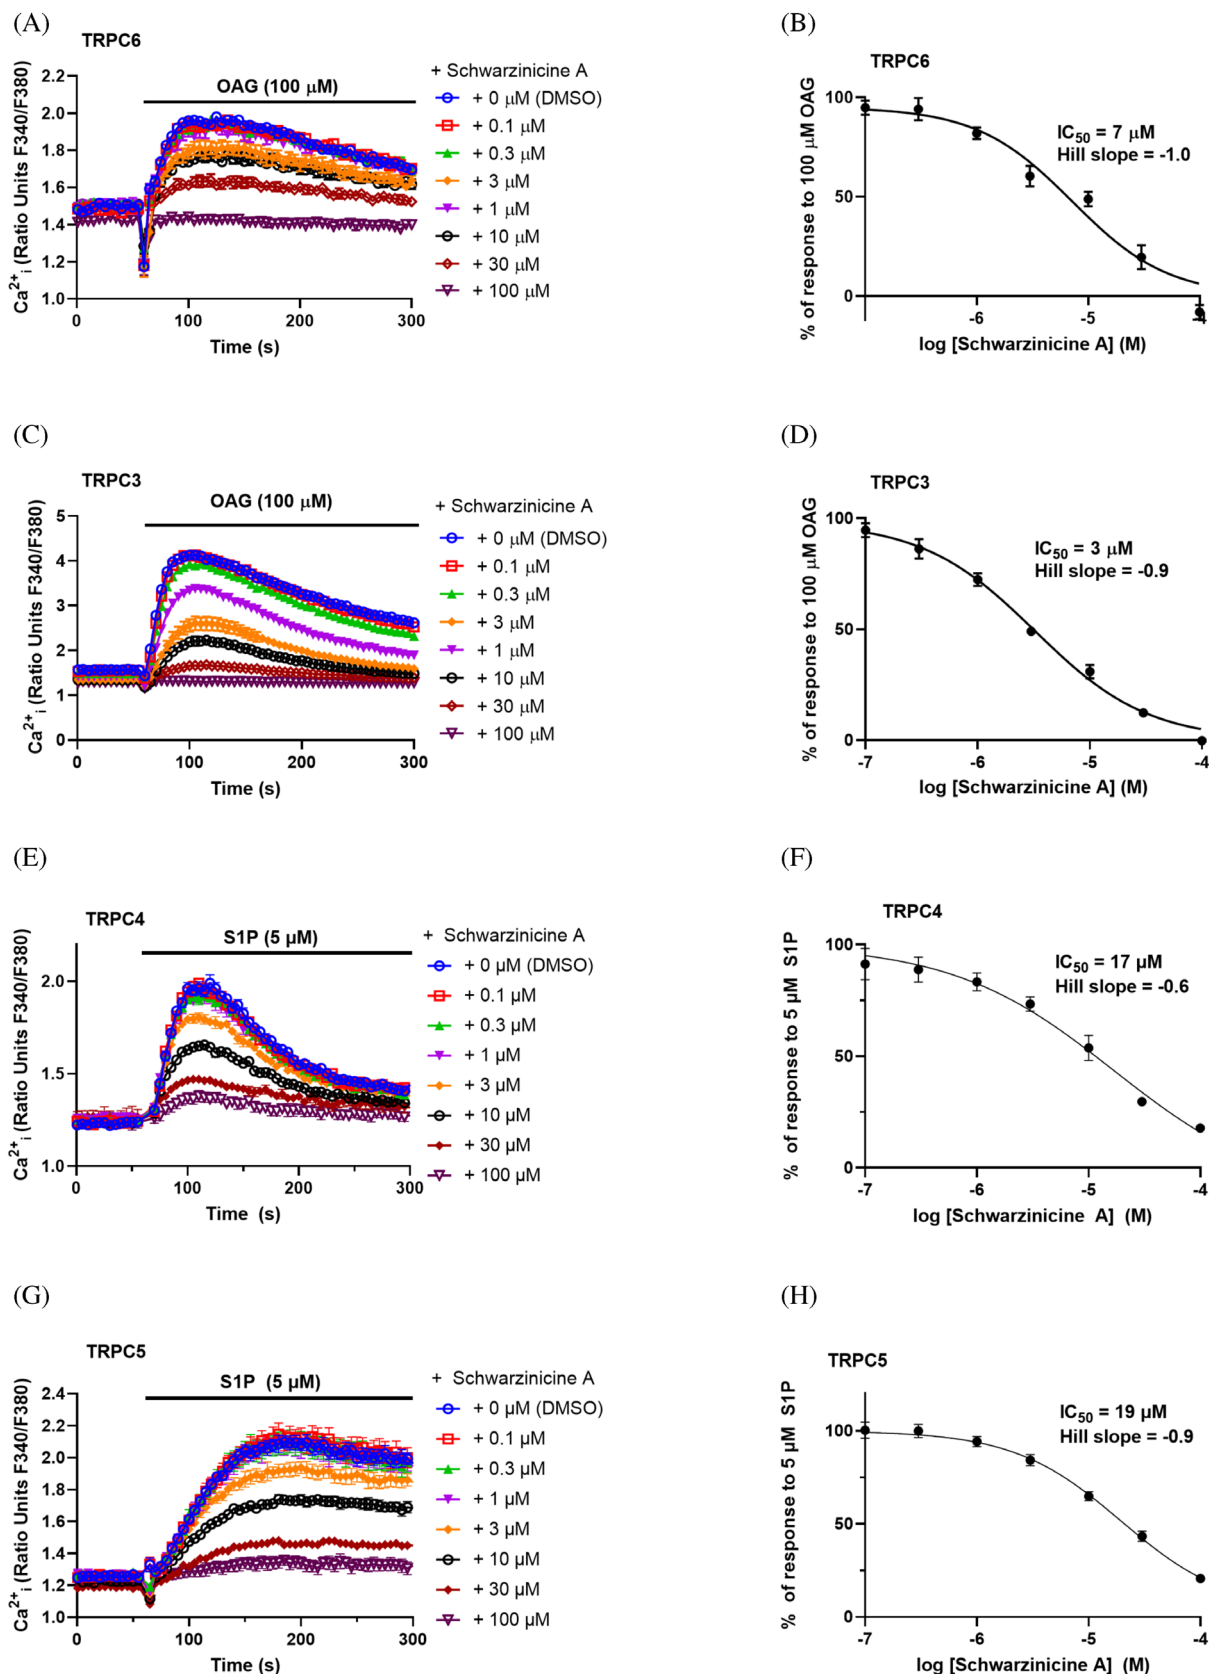 (A)
TRPC6
OAG (100 μM)
+ Schwarzinicine A
+ 0 μM (DMSO)
+ 0.1 μM
+ 0.3 μM
+ 3 μM
+ 1 μM
+ 10 μM
+ 30 μM
+ 100 μM
Ca²⁺ᵢ (Ratio Units F340/F380)
2.2
2.0
1.8
1.6
1.4
1.2
1.0
0 100 200 300
Time (s)
(B)
TRPC6
IC₅₀ = 7 μM
Hill slope = -1.0
% of response to 100 μM OAG
100
50
0
-6 -5 -4
log [Schwarzinicine A] (M)
(C)
TRPC3
OAG (100 μM)
+ Schwarzinicine A
+ 0 μM (DMSO)
+ 0.1 μM
+ 0.3 μM
+ 3 μM
+ 1 μM
+ 10 μM
+ 30 μM
+ 100 μM
Ca²⁺ᵢ (Ratio Units F340/F380)
5
4
3
2
1
0
0 100 200 300
Time (s)
(D)
TRPC3
IC₅₀ = 3 μM
Hill slope = -0.9
% of response to 100 μM OAG
100
50
0
-7 -6 -5 -4
log [Schwarzinicine A] (M)
(E)
TRPC4
S1P (5 μM)
+ Schwarzinicine A
+ 0 μM (DMSO)
+ 0.1 μM
+ 0.3 μM
+ 1 μM
+ 3 μM
+ 10 μM
+ 30 μM
+ 100 μM
Ca²⁺ᵢ (Ratio Units F340/F380)
2.0
1.5
1.0
0 100 200 300
Time (s)
(F)
TRPC4
IC₅₀ = 17 μM
Hill slope = -0.6
% of response to 5 μM S1P
100
50
0
-7 -6 -5 -4
log [Schwarzinicine A] (M)
(G)
TRPC5
S1P (5 μM)
+ Schwarzinicine A
+ 0 μM (DMSO)
+ 0.1 μM
+ 0.3 μM
+ 1 μM
+ 3 μM
+ 10 μM
+ 30 μM
+ 100 μM
Ca²⁺ᵢ (Ratio Units F340/F380)
2.4
2.2
2.0
1.8
1.6
1.4
1.2
1.0
0 100 200 300
Time (s)
(H)
TRPC5
IC₅₀ = 19 μM
Hill slope = -0.9
% of response to 5 μM S1P
100
50
0
-7 -6 -5 -4
log [Schwarzinicine A] (M)